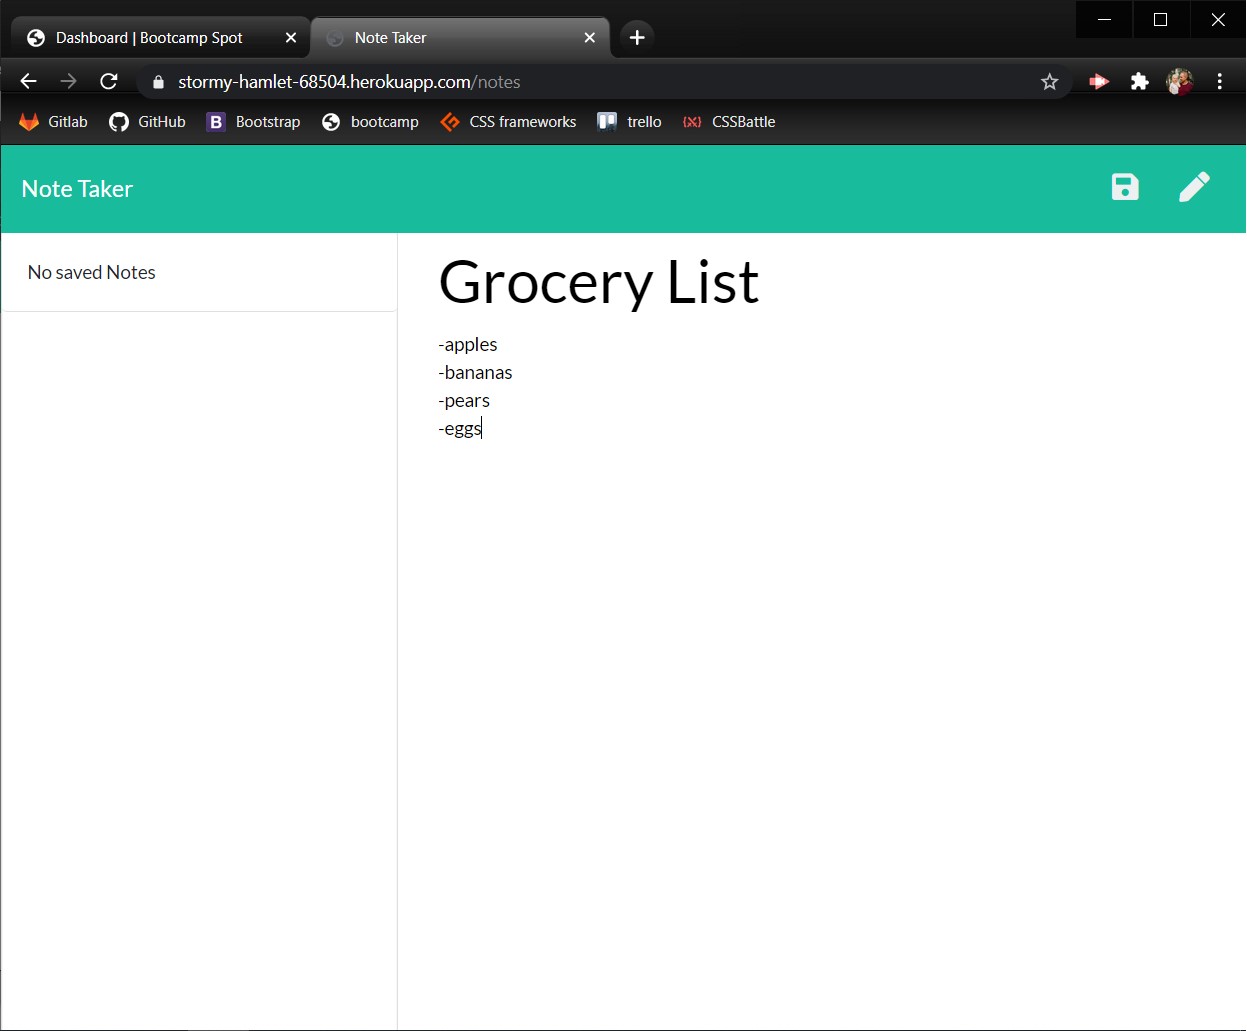 Dashboard | Bootcamp Spot
Note Taker
stormy-hamlet-68504.herokuapp.com/notes
Gitlab GitHub B Bootstrap bootcamp CSS frameworks trello {X} CSSBattle
Note Taker
No saved Notes
Grocery List
-apples
-bananas
-pears
-eggs